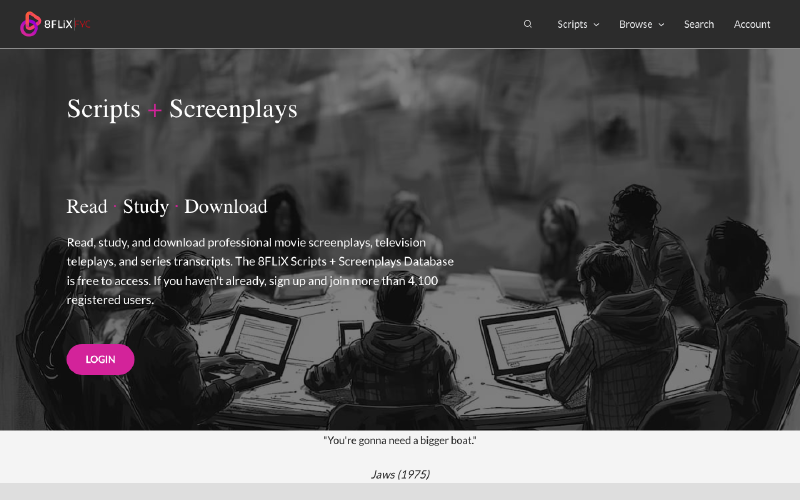 8FLiX|FYC
Scripts
Browse
Search
Account
Scripts + Screenplays
Read · Study · Download
Read, study, and download professional movie screenplays, television
teleplays, and series transcripts. The 8FLiX Scripts + Screenplays Database
is free to access. If you haven't already, sign up and join more than 4,100
registered users.
LOGIN
"You're gonna need a bigger boat."
Jaws (1975)